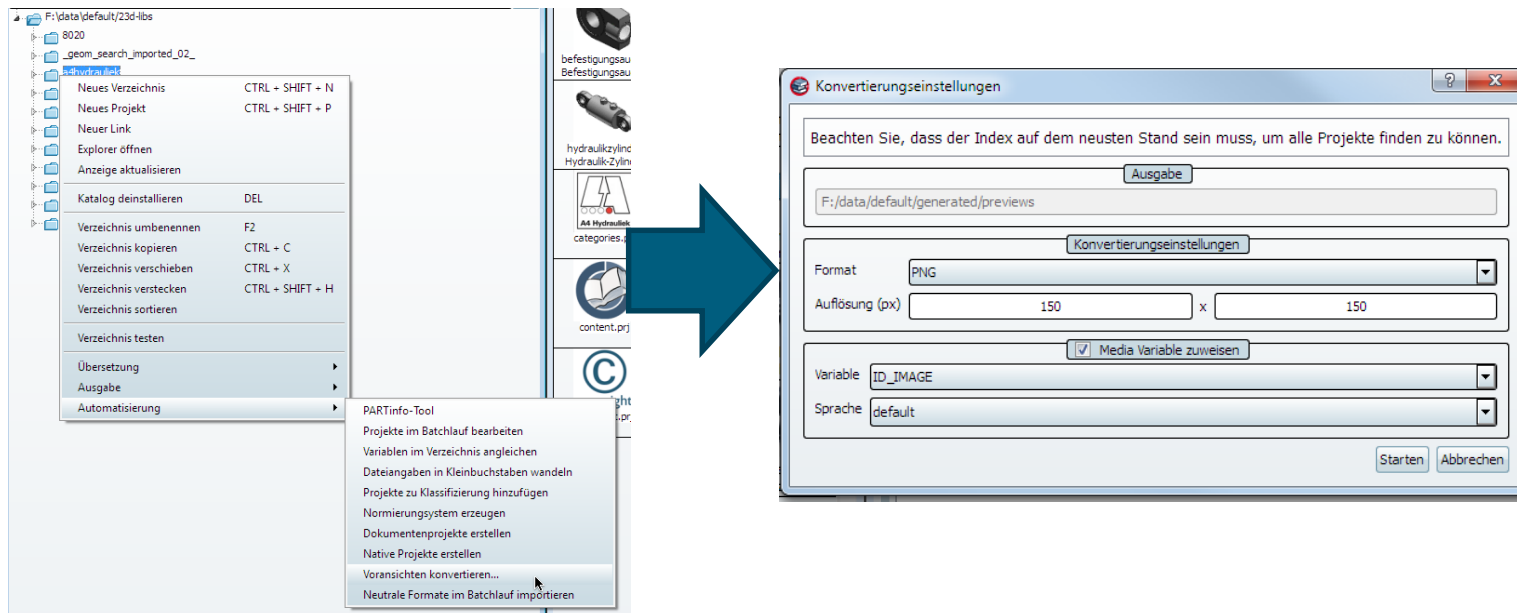 F:\data\default/23d-libs
8020
_geom_search_imported_02_
a4hydrauliek
Neues Verzeichnis CTRL + SHIFT + N
Neues Projekt CTRL + SHIFT + P
Neuer Link
Explorer öffnen
Anzeige aktualisieren
Katalog deinstallieren DEL
Verzeichnis umbenennen F2
Verzeichnis kopieren CTRL + C
Verzeichnis verschieben CTRL + X
Verzeichnis verstecken CTRL + SHIFT + H
Verzeichnis sortieren
Verzeichnis testen
Übersetzung
Ausgabe
Automatisierung
PARTinfo-Tool
Projekte im Batchlauf bearbeiten
Variablen im Verzeichnis angleichen
Dateiangaben in Kleinbuchstaben wandeln
Projekte zu Klassifizierung hinzufügen
Normierungsystem erzeugen
Dokumentenprojekte erstellen
Native Projekte erstellen
Voransichten konvertieren...
Neutrale Formate im Batchlauf importieren
befestigungsau
Befestigungsau
hydraulikzylind
Hydraulik-Zylin
A4 Hydrauliek
categories.p
content.prj
Konvertierungseinstellungen
Beachten Sie, dass der Index auf dem neusten Stand sein muss, um alle Projekte finden zu können.
Ausgabe
F:/data/default/generated/previews
Konvertierungseinstellungen
Format PNG
Auflösung (px) 150 x 150
Media Variable zuweisen
Variable ID_IMAGE
Sprache default
Starten Abbrechen